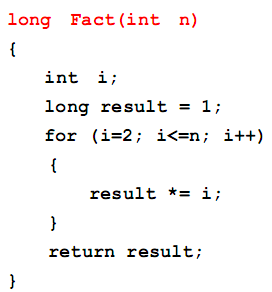 long Fact(int n)
{
int i;
long result = 1;
for (i=2; i<=n; i++)
{
result *= i;
}
return result;
}